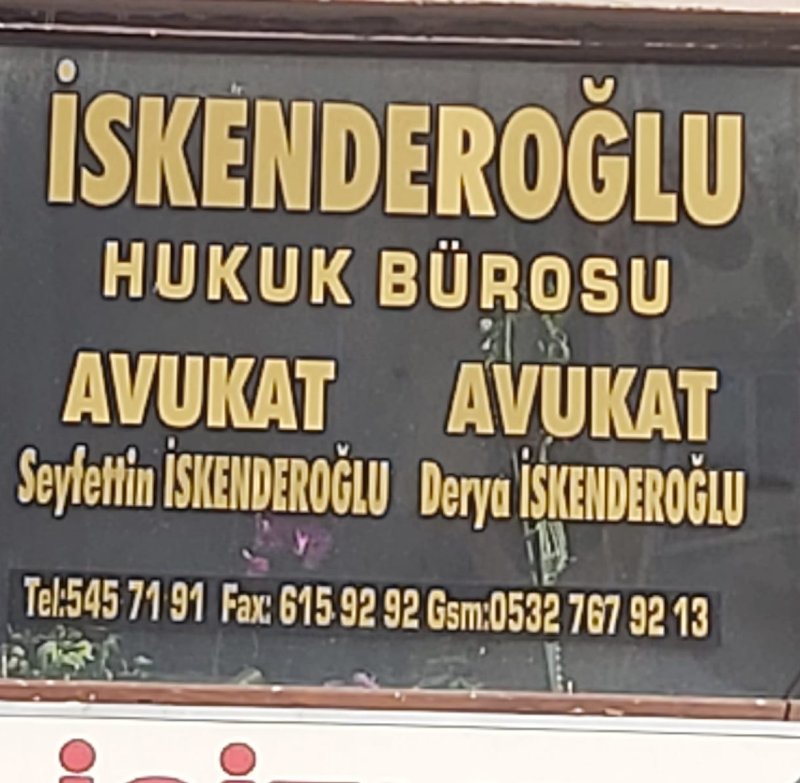 İSKENDEROĞLU
HUKUK BÜROSU
AVUKAT AVUKAT
Seyfettin İSKENDEROĞLU Derya İSKENDEROĞLU
Tel:545 71 91 Fax: 615 92 92 Gsm:0532 767 92 13